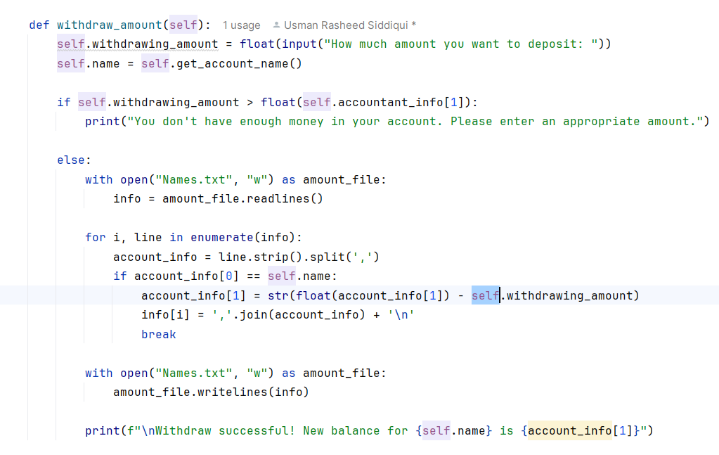 def withdraw_amount(self): 1 usage Usman Rasheed Siddiqui *
self.withdrawing_amount = float(input("How much amount you want to deposit: "))
self.name = self.get_account_name()
if self.withdrawing_amount > float(self.accountant_info[1]):
print("You don't have enough money in your account. Please enter an appropriate amount.")
else:
with open("Names.txt", "w") as amount_file:
info = amount_file.readlines()
for i, line in enumerate(info):
account_info = line.strip().split(',')
if account_info[0] == self.name:
account_info[1] = str(float(account_info[1]) - self.withdrawing_amount)
info[i] = ','.join(account_info) + '\n'
break
with open("Names.txt", "w") as amount_file:
amount_file.writelines(info)
print(f"\nWithdraw successful! New balance for {self.name} is {account_info[1]}")